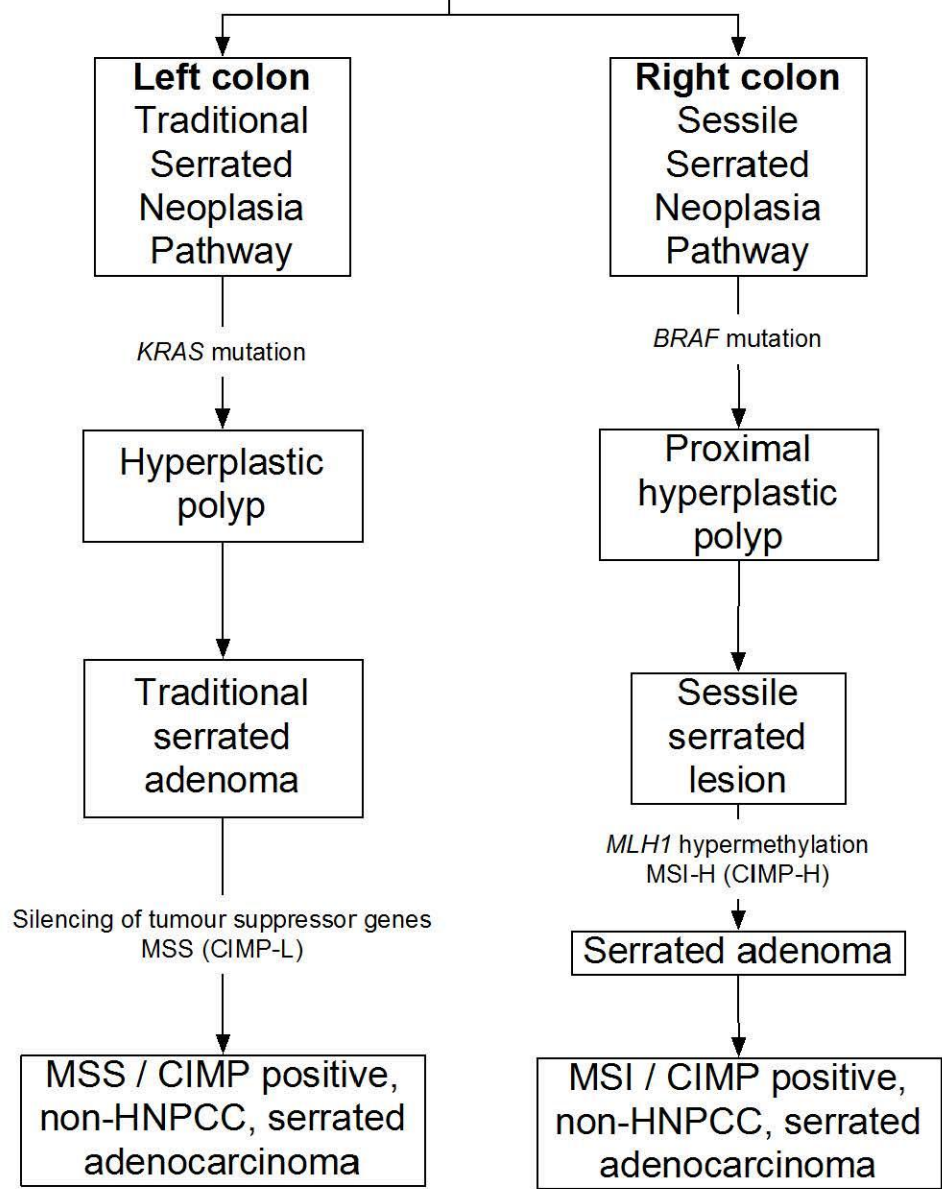 Left colon
Traditional
Serrated
Neoplasia
Pathway
KRAS mutation
Hyperplastic
polyp
Traditional
serrated
adenoma
Silencing of tumour suppressor genes
MSS (CIMP-L)
MSS / CIMP positive,
non-HNPCC, serrated
adenocarcinoma
Right colon
Sessile
Serrated
Neoplasia
Pathway
BRAF mutation
Proximal
hyperplastic
polyp
Sessile
serrated
lesion
MLH1 hypermethylation
MSI-H (CIMP-H)
Serrated adenoma
MSI / CIMP positive,
non-HNPCC, serrated
adenocarcinoma